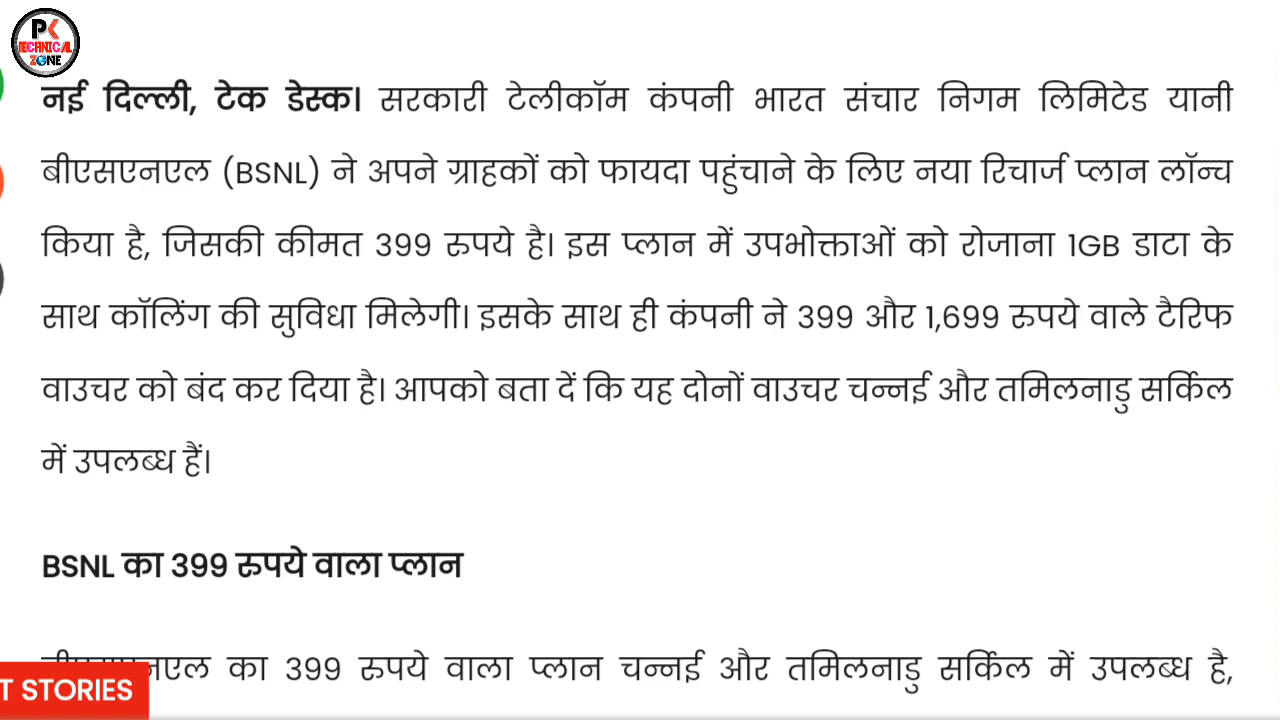 PK
TECHNICAL
ZONE
नई दिल्ली, टेक डेस्क। सरकारी टेलीकॉम कंपनी भारत संचार निगम लिमिटेड यानी
बीएसएनएल (BSNL) ने अपने ग्राहकों को फायदा पहुंचाने के लिए नया रिचार्ज प्लान लॉन्च
किया है, जिसकी कीमत 399 रुपये है। इस प्लान में उपभोक्ताओं को रोजाना 1GB डाटा के
साथ कॉलिंग की सुविधा मिलेगी। इसके साथ ही कंपनी ने 399 और 1,699 रुपये वाले टैरिफ
वाउचर को बंद कर दिया है। आपको बता दें कि यह दोनों वाउचर चन्नई और तमिलनाडु सर्किल
में उपलब्ध हैं।
BSNL का 399 रुपये वाला प्लान
का 399 रुपये वाला प्लान चन्नई और तमिलनाडु सर्किल में उपलब्ध है,
T STORIES